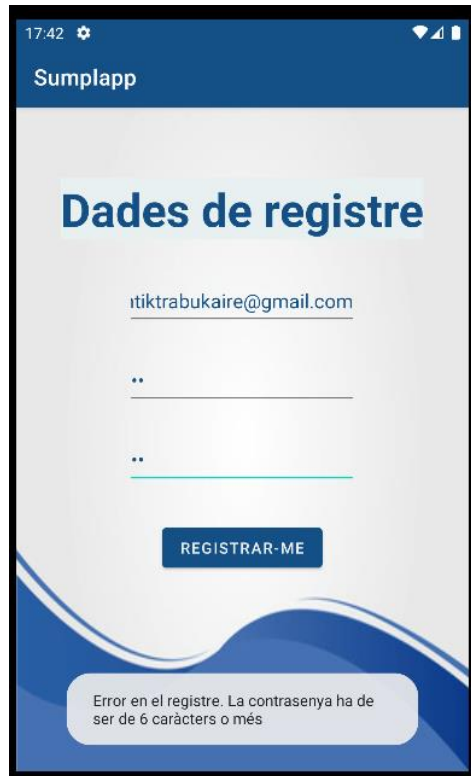 17:42
Sumplapp
Dades de registre
ntiktrabukaire@gmail.com
••
••
REGISTRAR-ME
Error en el registre. La contrasenya ha de
ser de 6 caràcters o més